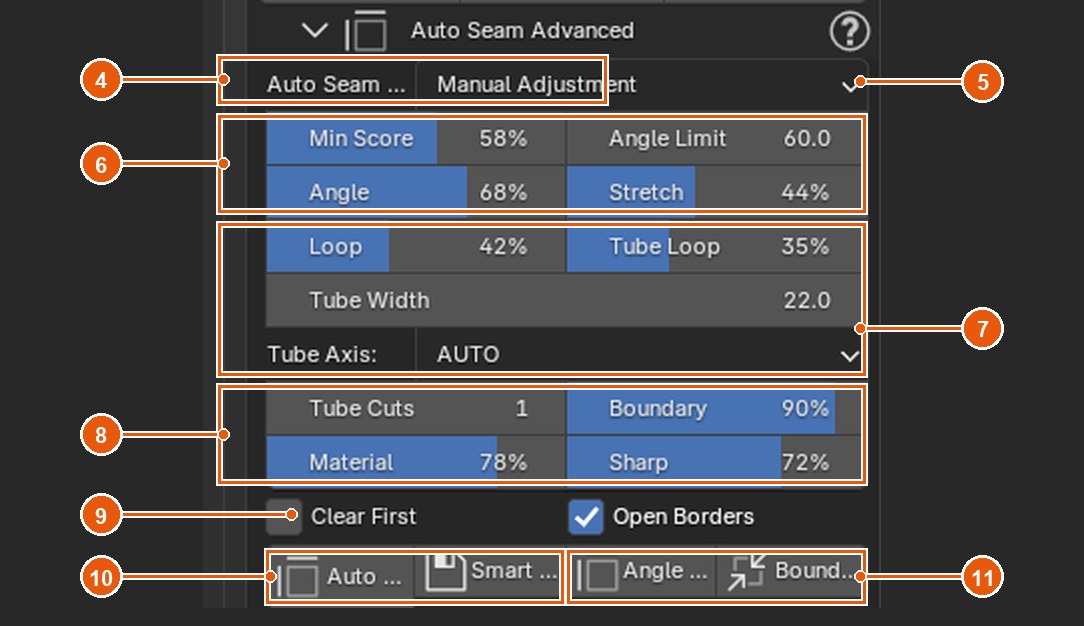 Auto Seam Advanced ?
4 Auto Seam ... Manual Adjustment 5
6 Min Score 58% Angle Limit 60.0
Angle 68% Stretch 44%
Loop 42% Tube Loop 35%
Tube Width 22.0
7
Tube Axis: AUTO
8 Tube Cuts 1 Boundary 90%
Material 78% Sharp 72%
9 Clear First Open Borders
10 Auto ... Smart ... Angle ... Bound... 11